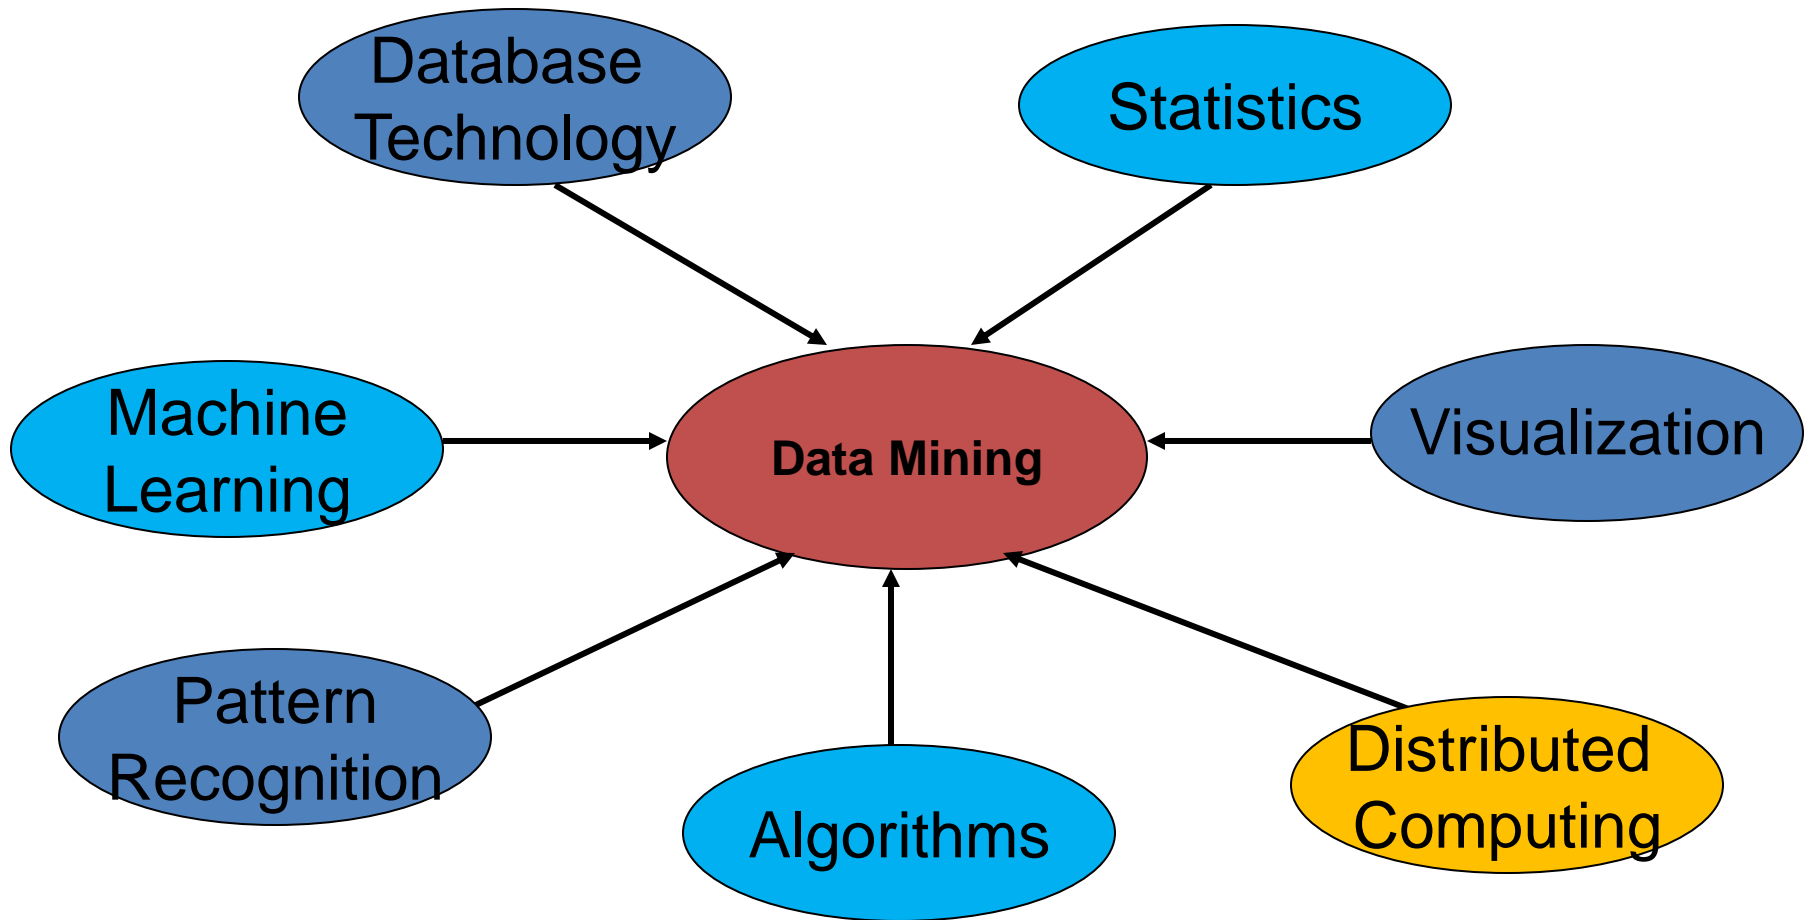 Database
Technology
Statistics
Machine
Learning
Data Mining
Visualization
Pattern
Recognition
Algorithms
Distributed
Computing